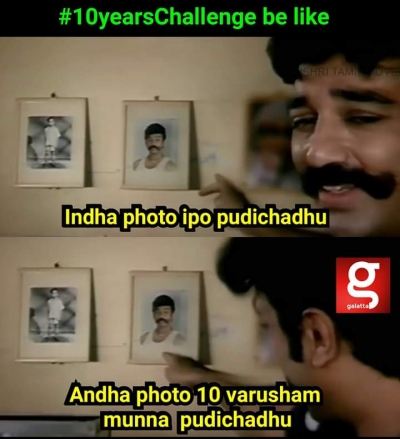 #10yearsChallenge be like
Indha photo ipo pudichadhu
g
galatta
Andha photo 10 varusham
munna pudichadhu